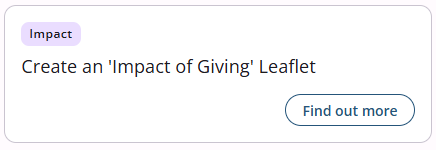 Impact
Create an 'Impact of Giving' Leaflet
Find out more